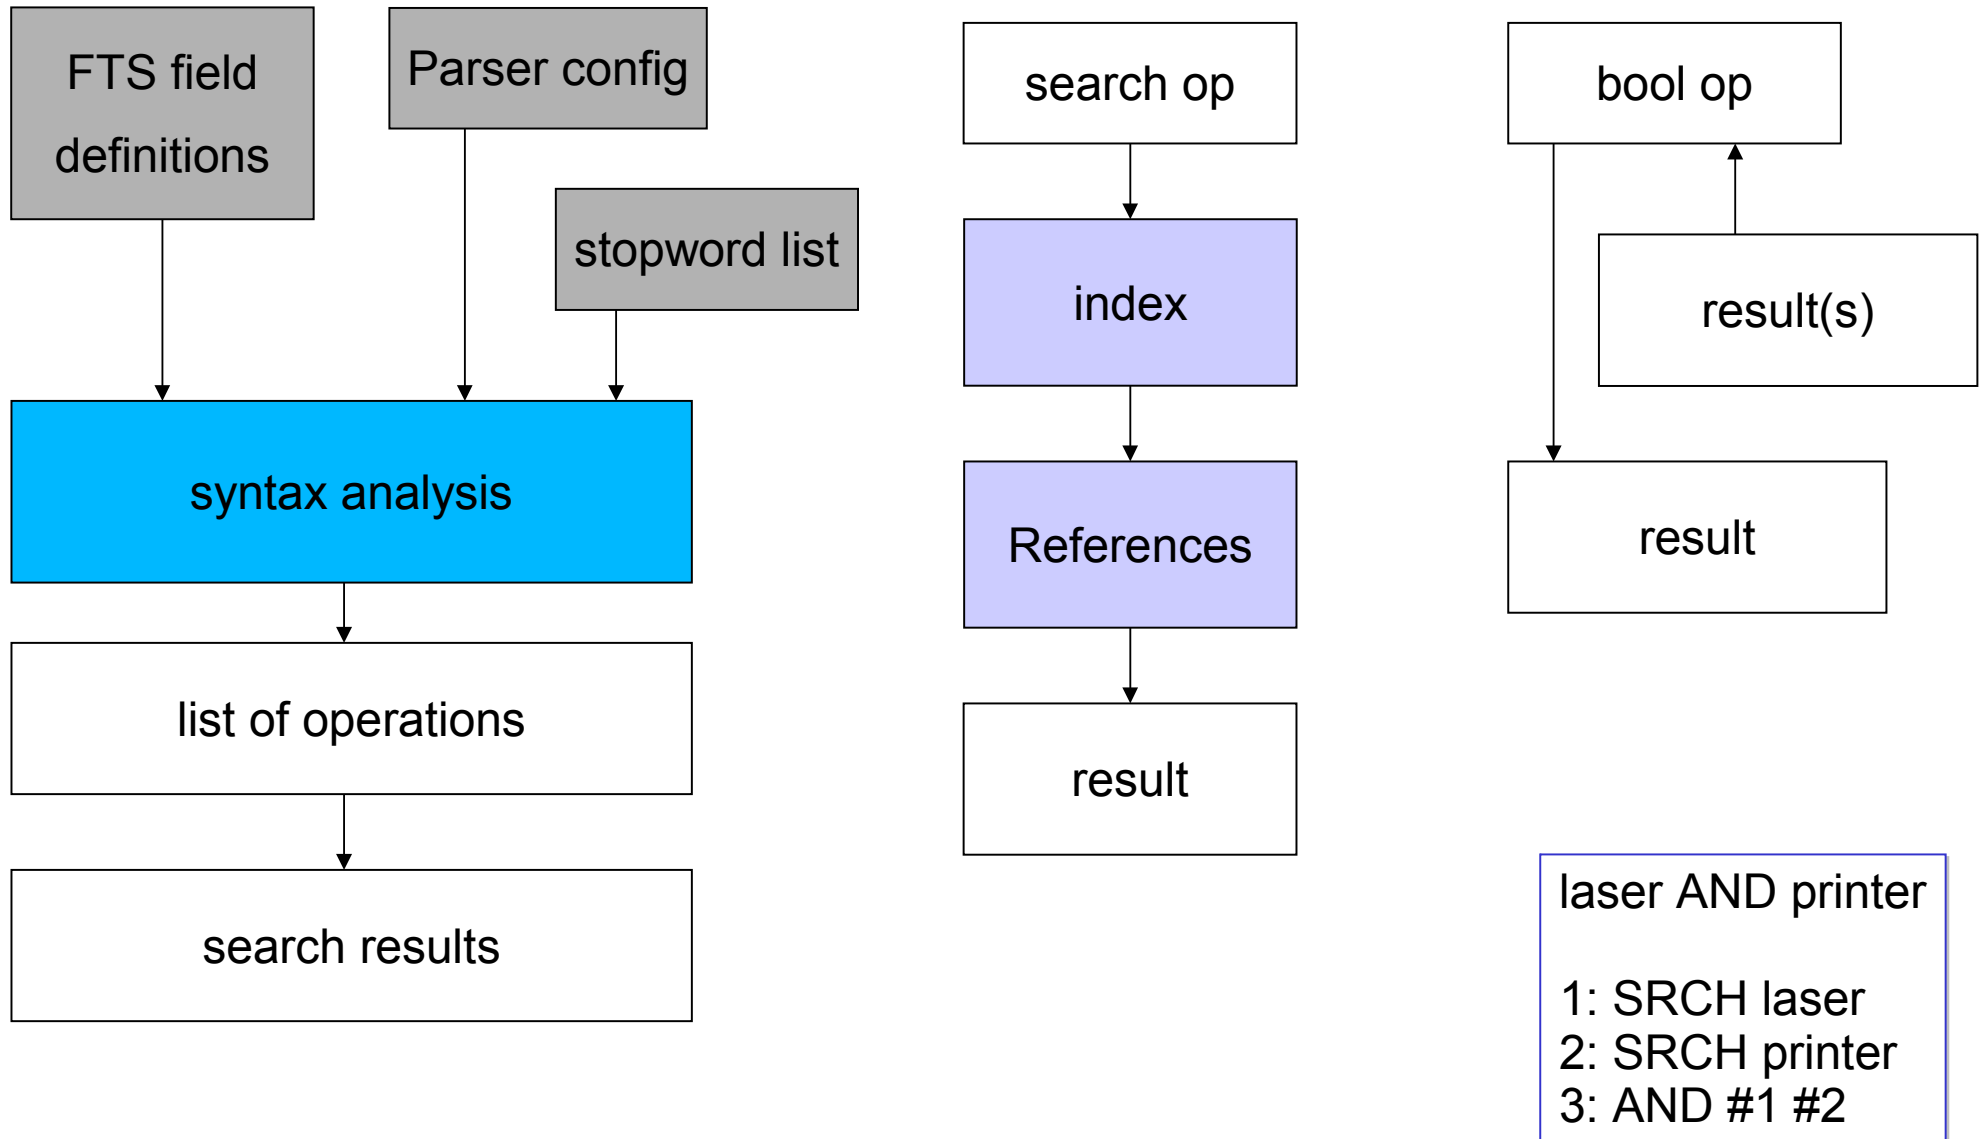 FTS field
definitions
Parser config
stopword list
syntax analysis
list of operations
search results
search op
index
References
result
bool op
result(s)
result
laser AND printer
1: SRCH laser
2: SRCH printer
3: AND #1 #2